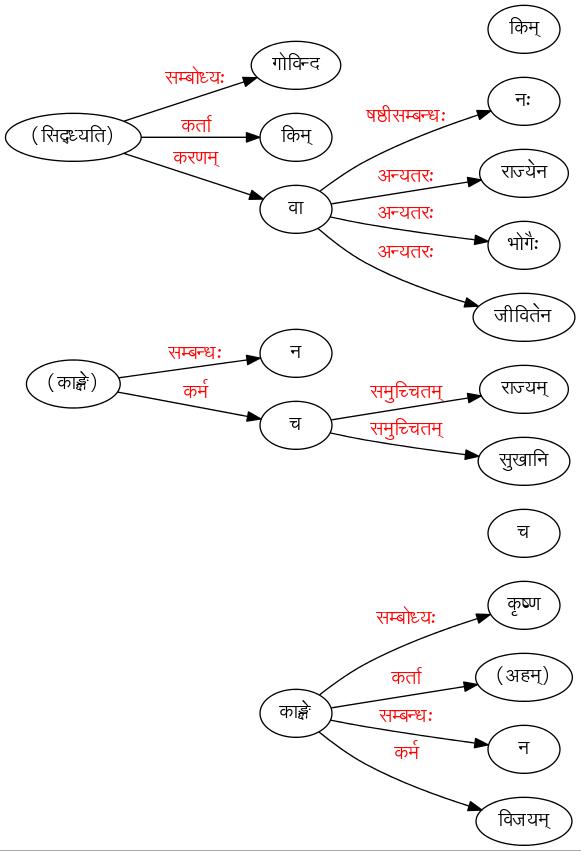 किम्
गोविन्द
सम्बोध्यः
नः
षष्ठीसम्बन्धः
(सिद्ध्यति)
कर्ता
किम्
करणम्
अन्यतरः
राज्येन
वा
अन्यतरः
भोगैः
अन्यतरः
जीवितेन
सम्बन्धः
न
(काङ्क्षे)
कर्म
समुच्चितम्
राज्यम्
च
समुच्चितम्
सुखानि
च
सम्बोध्यः
कृष्ण
कर्ता
(अहम्)
काङ्क्षे
सम्बन्धः
न
कर्म
विजयम्